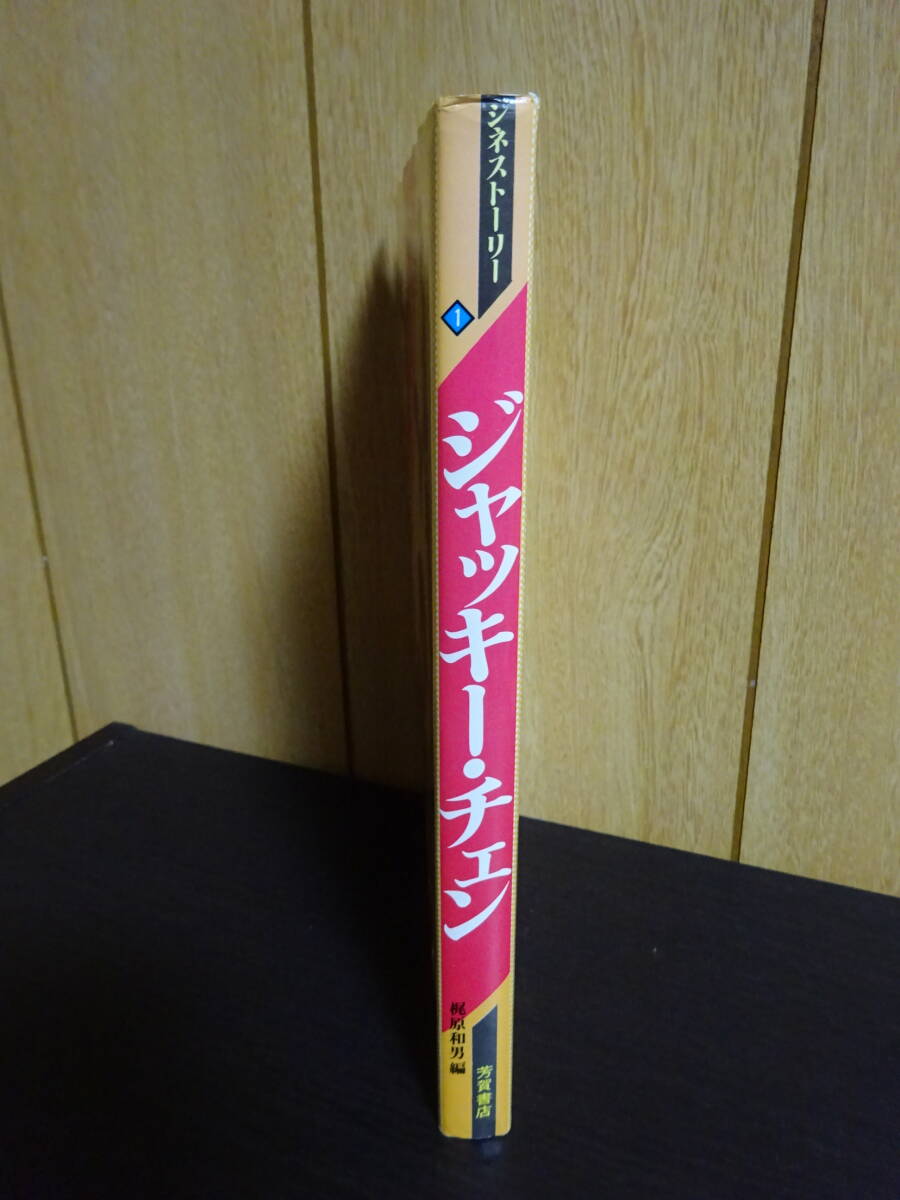 シネストーリー
1
ジャッキー・チェン
梶原和男編
芳賀書店